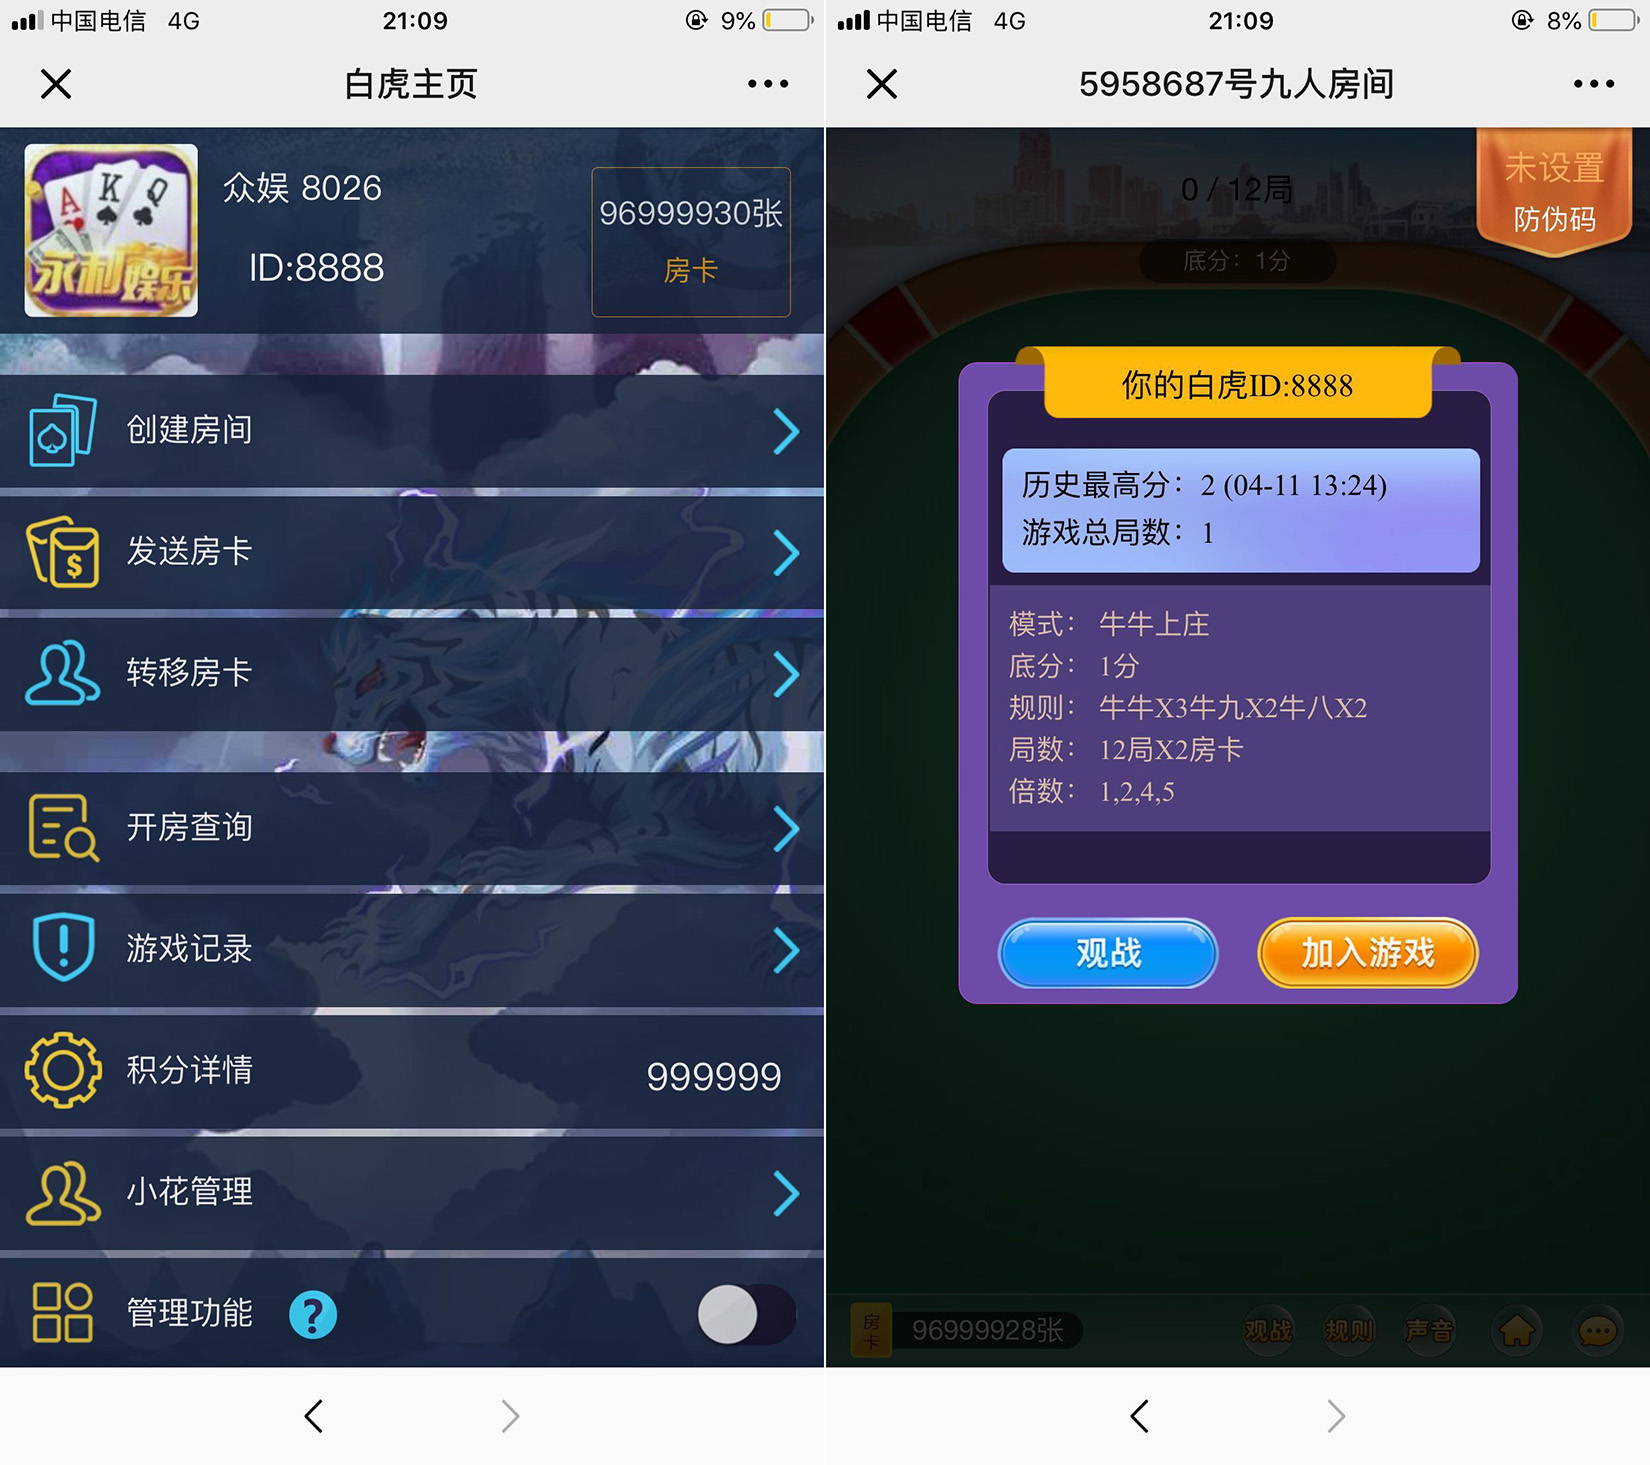 中国电信 4G 21:09 9%
白虎主页
A K Q
永利娱乐
众娱 8026
ID:8888
96999930张
房卡
创建房间
发送房卡
转移房卡
开房查询
游戏记录
积分详情 999999
小花管理
管理功能 ?
中国电信 4G 21:09 8%
5958687号九人房间
未设置
防伪码
0 / 12局
底分：1分
你的白虎ID:8888
历史最高分：2 (04-11 13:24)
游戏总局数：1
模式： 牛牛上庄
底分： 1分
规则： 牛牛X3牛九X2牛八X2
局数： 12局X2房卡
倍数： 1,2,4,5
观战 加入游戏
房卡 96999928张 观战 规则 声音